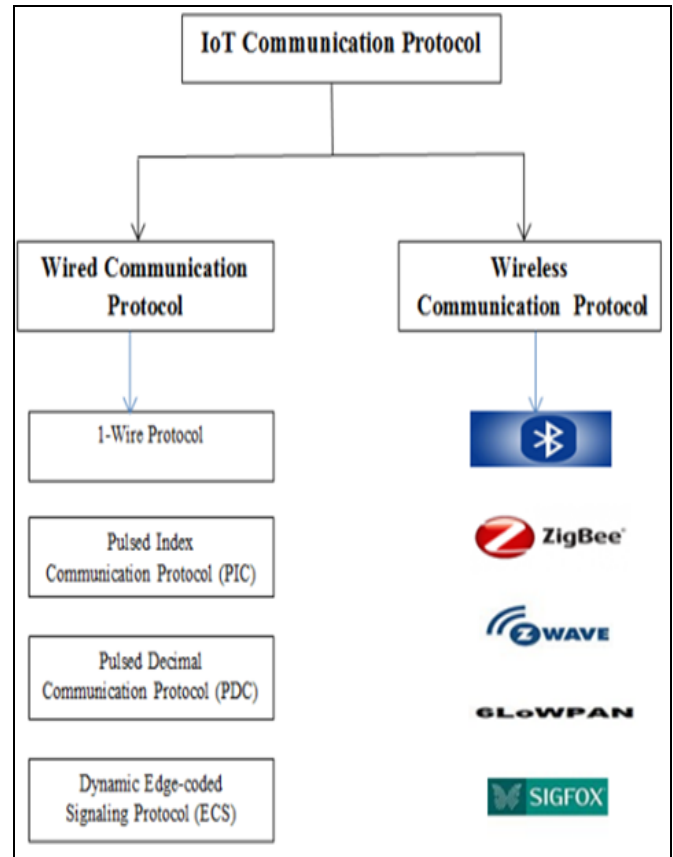 IoT Communication Protocol
Wired Communication
Protocol
Wireless
Communication Protocol
1-Wire Protocol
Pulsed Index
Communication Protocol (PIC)
Pulsed Decimal
Communication Protocol (PDC)
Dynamic Edge-coded
Signaling Protocol (ECS)
ZigBee®
Z WAVE
6LoWPAN
SIGFOX